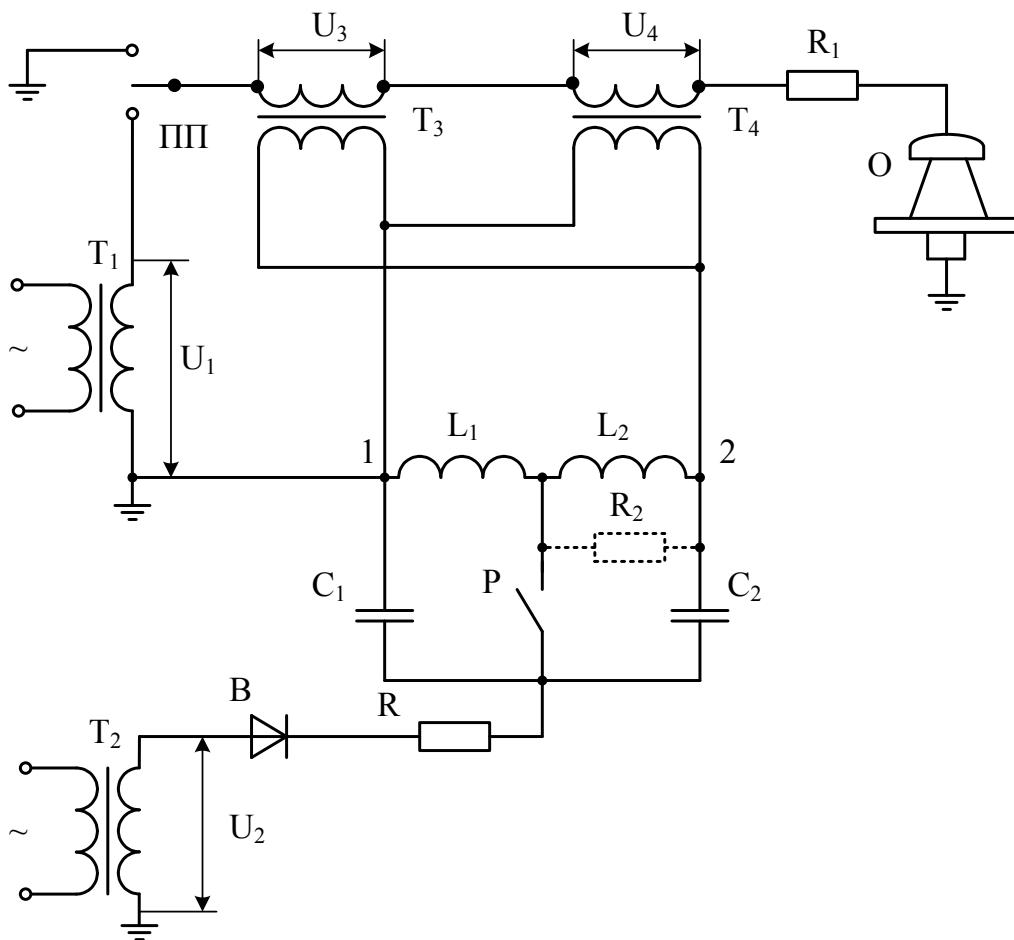 U₃
U₄
R₁
ПП
T₃
T₄
O
T₁
~
U₁
1
L₁
L₂
2
R₂
C₁
P
C₂
B
R
T₂
~
U₂